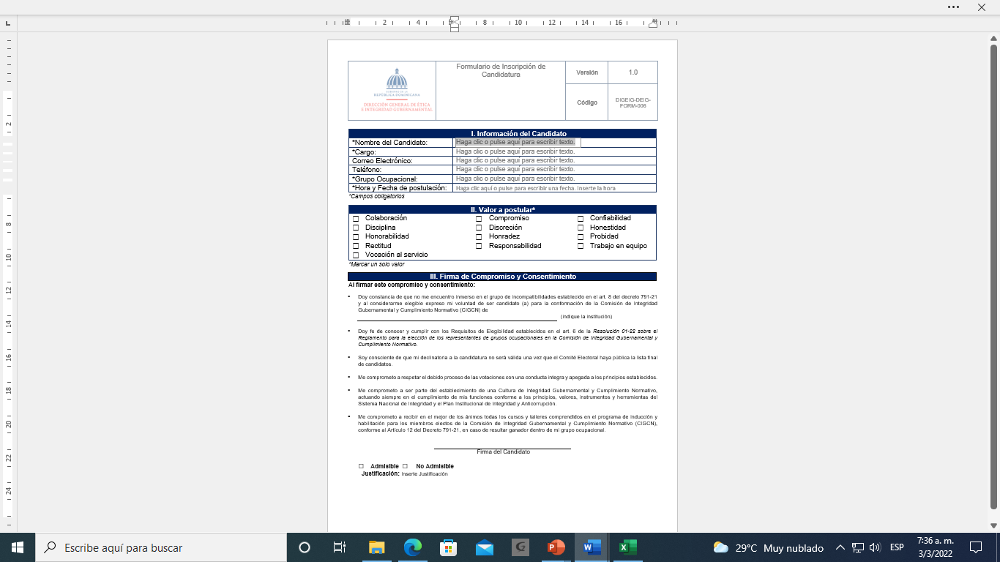 2 4 8 10 12 14 16
Formulario de Inscripción de
Candidatura
Versión 1.0
Código DIGEIG-DEIG-
FORM-006
GOBIERNO DE LA
REPÚBLICA DOMINICANA
DIRECCIÓN GENERAL DE ÉTICA
E INTEGRIDAD GUBERNAMENTAL
I. Información del Candidato
*Nombre del Candidato: Haga clic o pulse aquí para escribir texto.
*Cargo: Haga clic o pulse aquí para escribir texto.
Correo Electrónico: Haga clic o pulse aquí para escribir texto.
Teléfono: Haga clic o pulse aquí para escribir texto.
*Grupo Ocupacional: Haga clic o pulse aquí para escribir texto.
*Hora y Fecha de postulación: Haga clic aquí o pulse para escribir una fecha. Inserte la hora
*Campos obligatorios
II. Valor a postular*
☐ Colaboración ☐ Compromiso ☐ Confiabilidad
☐ Disciplina ☐ Discreción ☐ Honestidad
☐ Honorabilidad ☐ Honradez ☐ Probidad
☐ Rectitud ☐ Responsabilidad ☐ Trabajo en equipo
☐ Vocación al servicio
*Marcar un solo valor
III. Firma de Compromiso y Consentimiento
Al firmar este compromiso y consentimiento:
• Doy constancia de que no me encuentro inmerso en el grupo de incompatibilidades establecido en el art. 8 del decreto 791-21
y al considerarme elegible expreso mi voluntad de ser candidato (a) para la conformación de la Comisión de Integridad
Gubernamental y Cumplimiento Normativo (CIGCN) de
(indique la institución)
• Doy fe de conocer y cumplir con los Requisitos de Elegibilidad establecidos en el art. 6 de la Resolución 01-22 sobre el
Reglamento para la elección de los representantes de grupos ocupacionales en la Comisión de Integridad Gubernamental y
Cumplimiento Normativo.
• Soy consciente de que mi declinatoria a la candidatura no será válida una vez que el Comité Electoral haya pública la lista final
de candidatos.
• Me comprometo a respetar el debido proceso de las votaciones con una conducta integra y apegada a los principios establecidos.
• Me comprometo a ser parte del establecimiento de una Cultura de Integridad Gubernamental y Cumplimiento Normativo,
actuando siempre en el cumplimiento de mis funciones conforme a los principios, valores, instrumentos y herramientas del
Sistema Nacional de Integridad y el Plan Institucional de Integridad y Anticorrupción.
• Me comprometo a recibir en el mejor de los ánimos todas los cursos y talleres comprendidos en el programa de inducción y
habilitación para los miembros electos de la Comisión de Integridad Gubernamental y Cumplimiento Normativo (CIGCN),
conforme al Artículo 12 del Decreto 791-21, en caso de resultar ganador dentro de mi grupo ocupacional.
Firma del Candidato
☐ Admisible ☐ No Admisible
Justificación: Inserte Justificación
2
8
10
12
14
16
18
20
22
24
Escribe aquí para buscar
29°C Muy nublado
ESP
7:36 a. m.
3/3/2022